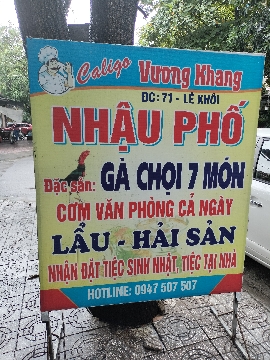 Caligo Vương Khang
ĐC: 71 - LÊ KHÔI
NHẬU PHỐ
Đặc sản: GÀ CHỌI 7 MÓN
CƠM VĂN PHÒNG CẢ NGÀY
LẨU - HẢI SẢN
NHẬN ĐẶT TIỆC SINH NHẬT, TIỆC TẠI NHÀ
HOTLINE: 0947 507 507